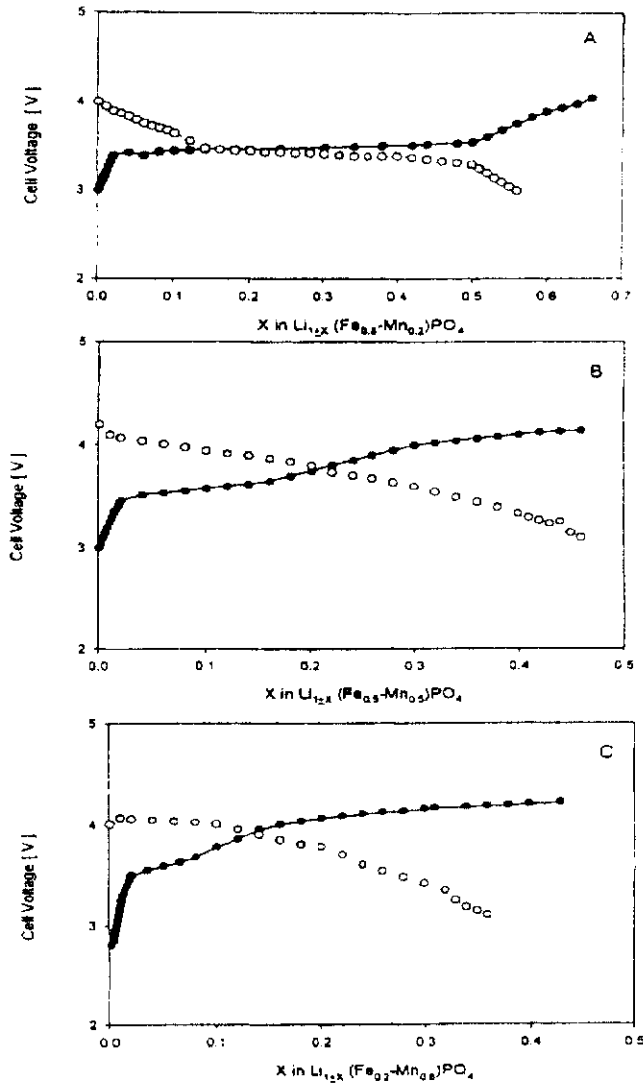 A
5
4
3
2
Cell Voltage [V]
0.0 0.1 0.2 0.3 0.4 0.5 0.6 0.7
X in Li₁±ₓ (Fe₀.₈-Mn₀.₂)PO₄
B
5
4
3
2
Cell Voltage [V]
0.0 0.1 0.2 0.3 0.4 0.5
X in Li₁±ₓ (Fe₀.₅-Mn₀.₅)PO₄
C
5
4
3
2
Cell Voltage [V]
0.0 0.1 0.2 0.3 0.4 0.5
X in Li₁±ₓ (Fe₀.₂-Mn₀.₈)PO₄